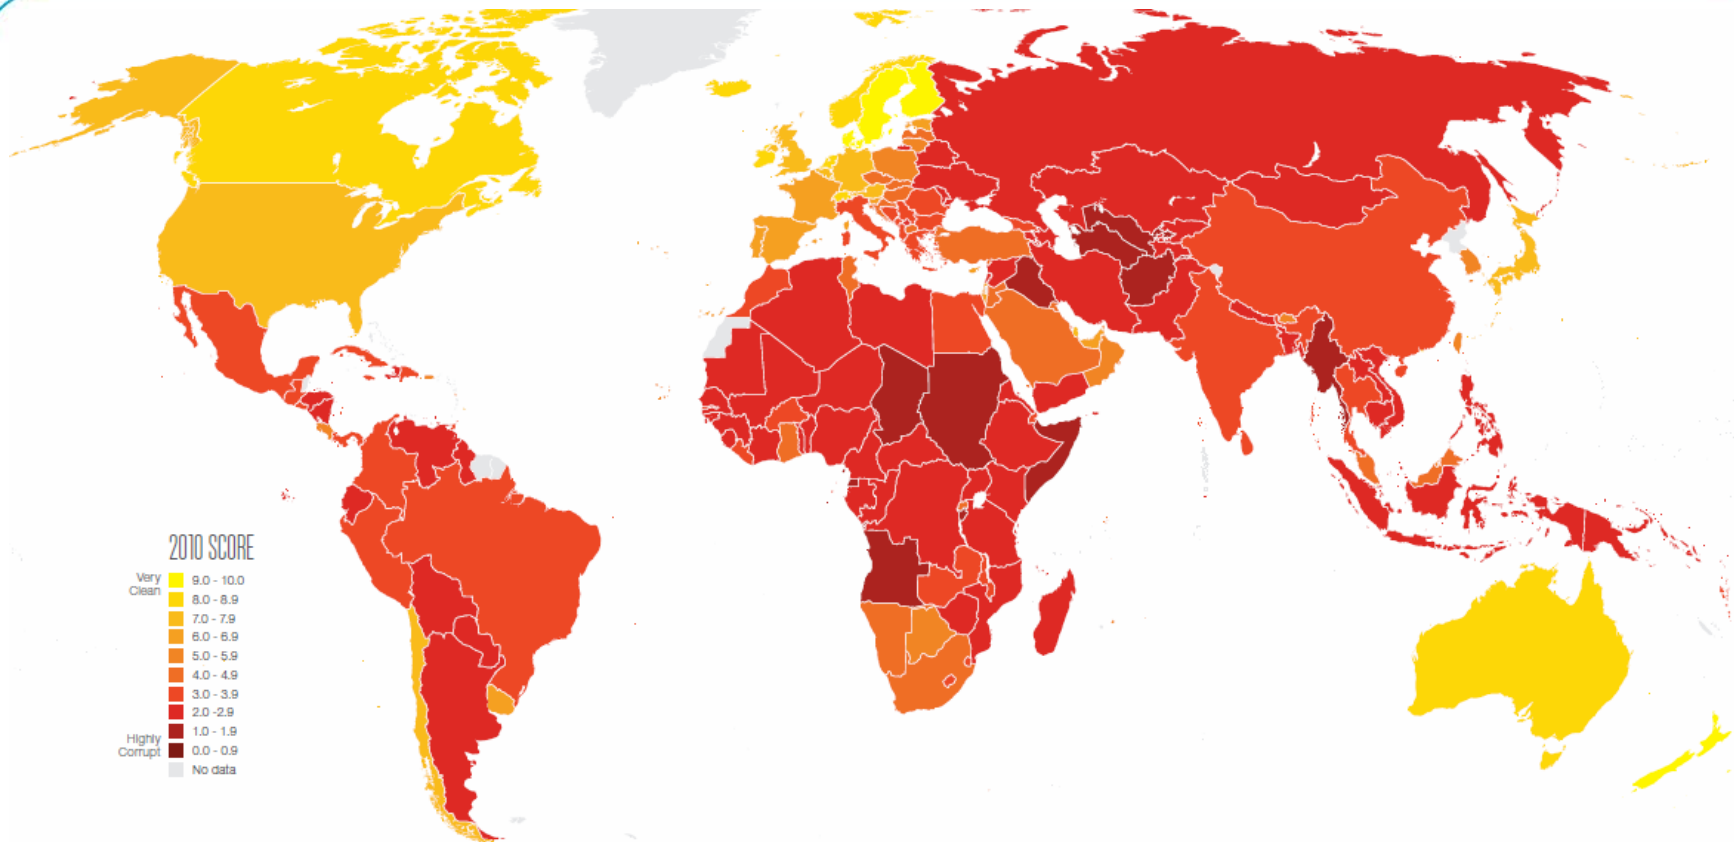 2010 SCORE
Very
Clean
9.0 - 10.0
8.0 - 8.9
7.0 - 7.9
6.0 - 6.9
5.0 - 5.9
4.0 - 4.9
3.0 - 3.9
2.0 -2.9
1.0 - 1.9
Highly
Corrupt
0.0 - 0.9
No data